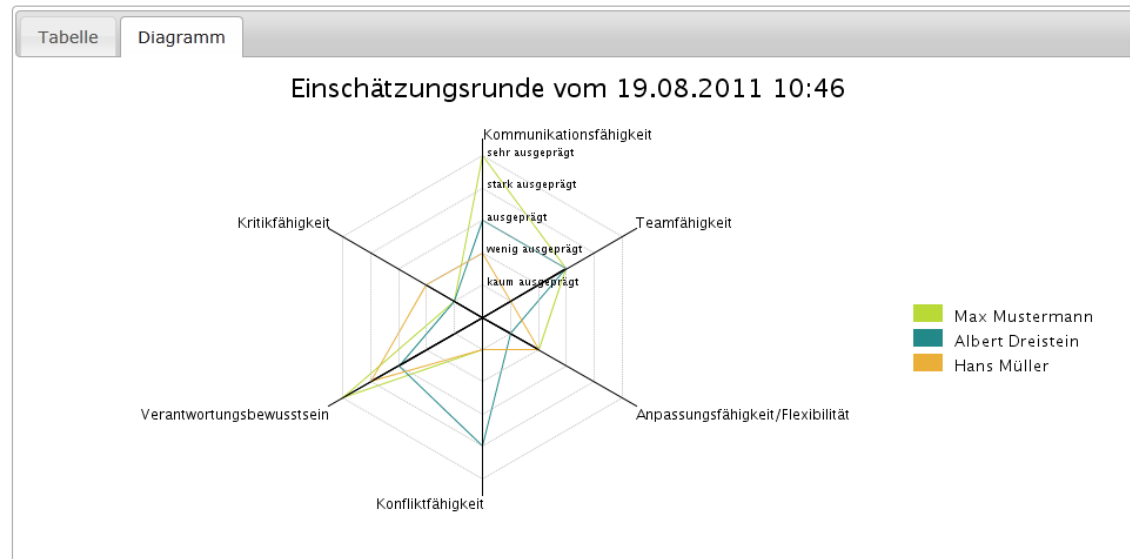 Tabelle
Diagramm
Einschätzungsrunde vom 19.08.2011 10:46
Kommunikationsfähigkeit
sehr ausgeprägt
stark ausgeprägt
Kritikfähigkeit
ausgeprägt
Teamfähigkeit
wenig ausgeprägt
kaum ausgeprägt
Max Mustermann
Albert Dreistein
Hans Müller
Verantwortungsbewusstsein
Anpassungsfähigkeit/Flexibilität
Konfliktfähigkeit